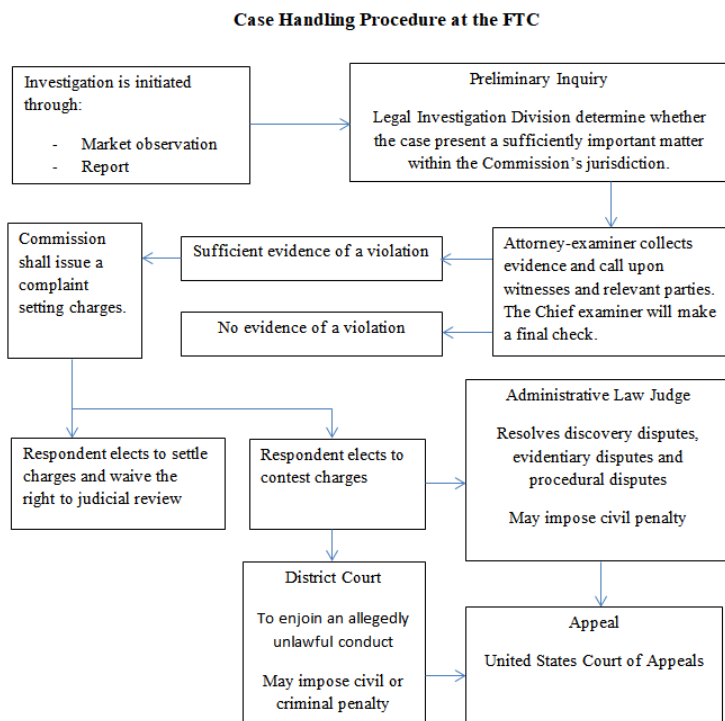 Case Handling Procedure at the FTC
Investigation is initiated
through:
- Market observation
- Report
Preliminary Inquiry
Legal Investigation Division determine whether
the case present a sufficiently important matter
within the Commission's jurisdiction.
Commission
shall issue a
complaint
setting charges.
Sufficient evidence of a violation
No evidence of a violation
Attorney-examiner collects
evidence and call upon
witnesses and relevant parties.
The Chief examiner will make
a final check.
Respondent elects to settle
charges and waive the
right to judicial review
Respondent elects to
contest charges
Administrative Law Judge
Resolves discovery disputes,
evidentiary disputes and
procedural disputes
May impose civil penalty
District Court
To enjoin an allegedly
unlawful conduct
May impose civil or
criminal penalty
Appeal
United States Court of Appeals